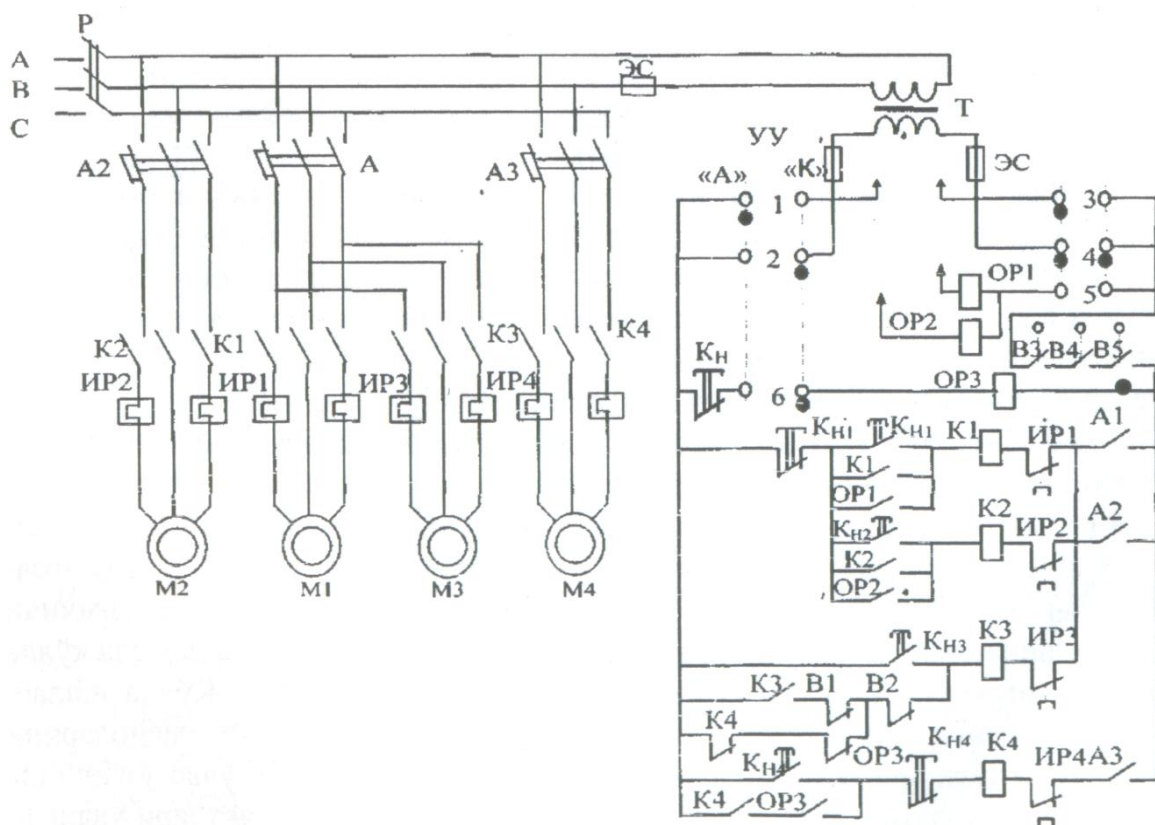 Р
А
В
С
ЭС
Т
УУ
А2
А
А3
«А»
«К»
ЭС
1
3
2
4
ОР1
5
ОР2
К2
К1
К3
К4
В3
В4
В5
Кн
ОР3
ИР2
ИР1
ИР3
ИР4
6
Кн1
Кн1
К1
ИР1
А1
К1
ОР1
Кн2
К2
ИР2
А2
К2
ОР2
М2
М1
М3
М4
Кн3
К3
ИР3
К3
В1
В2
К4
Кн4
ОР3
Кн4
К4
ИР4
А3
К4
ОР3